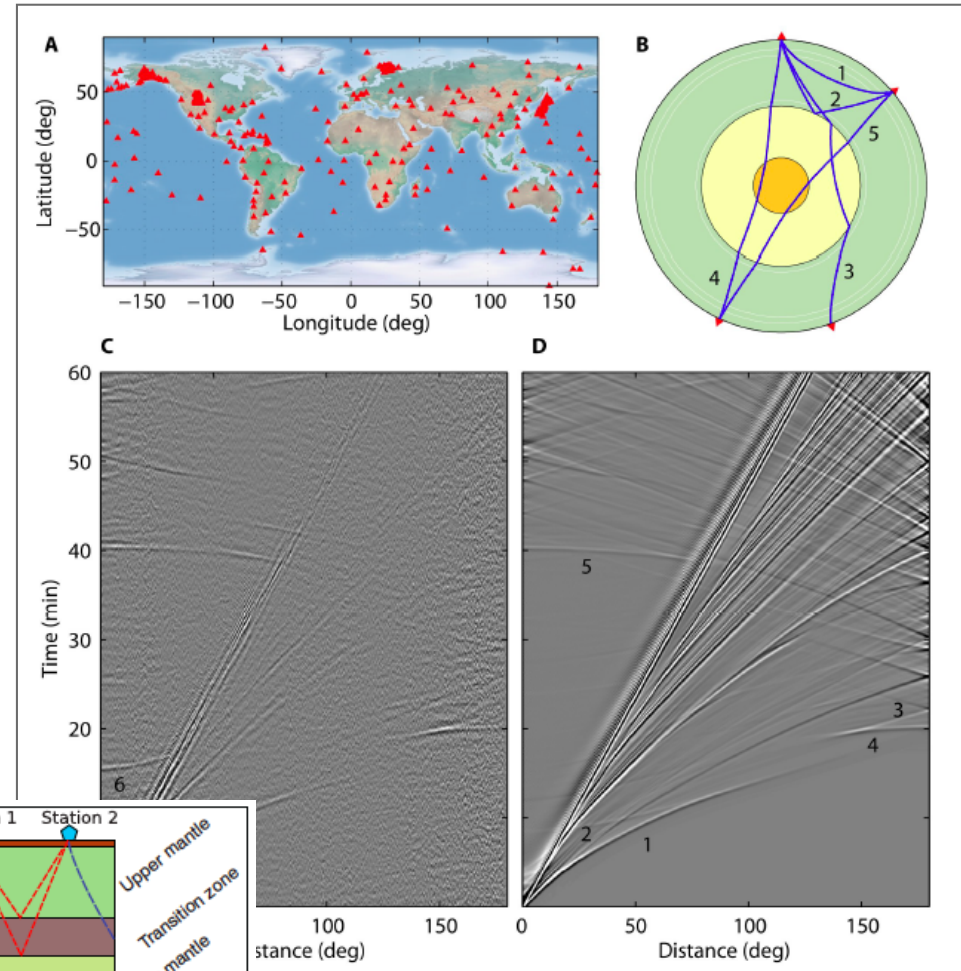 A
50
0
−50
Latitude (deg)
−150 −100 −50 0 50 100 150
Longitude (deg)
B
1
2
5
4
3
C
60
50
40
30
20
Time (min)
6
100 150
stance (deg)
D
5
3
4
2
1
0 50 100 150
Distance (deg)
1 Station 2
Upper mantle
Transition zone
mantle